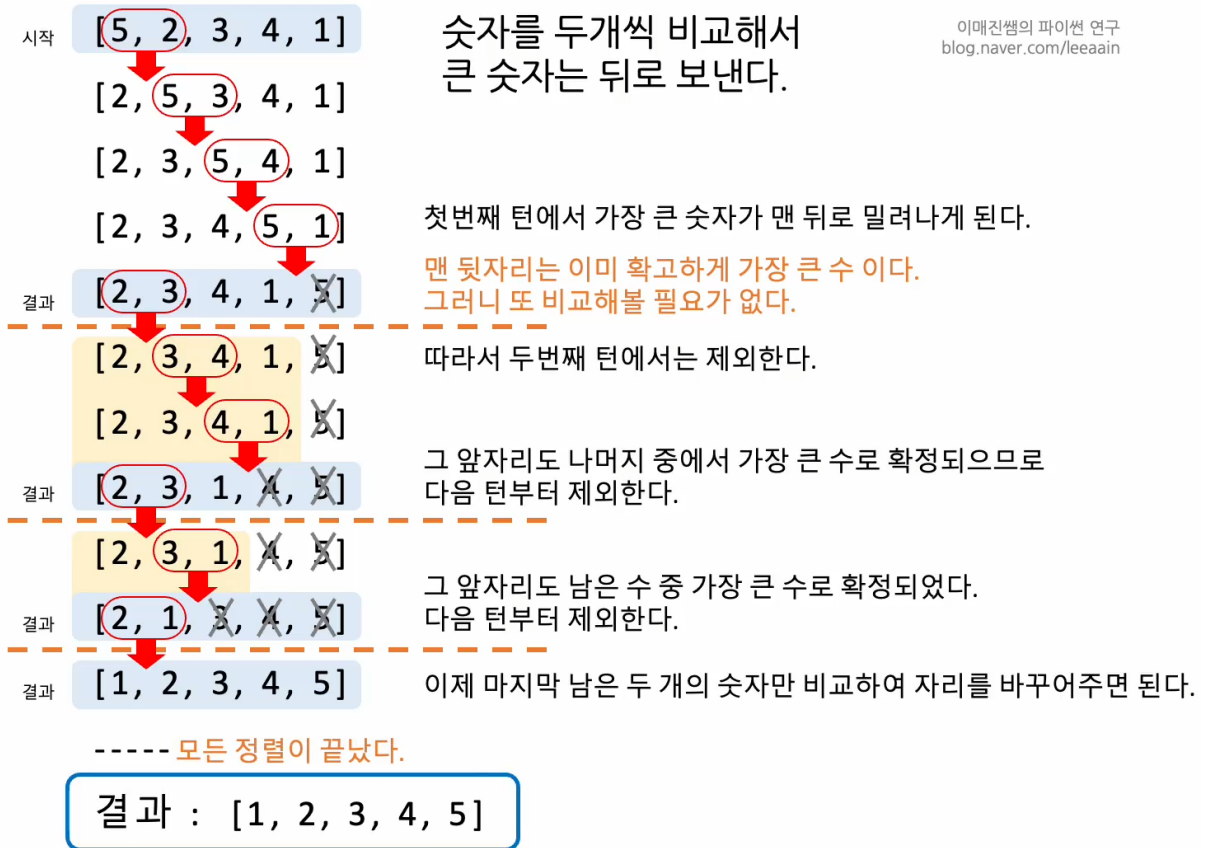 시작 [5, 2, 3, 4, 1]
숫자를 두개씩 비교해서
큰 숫자는 뒤로 보낸다.
이매진쌤의 파이썬 연구
blog.naver.com/leeaain
[2, 5, 3, 4, 1]
[2, 3, 5, 4, 1]
[2, 3, 4, 5, 1]
첫번째 턴에서 가장 큰 숫자가 맨 뒤로 밀려나게 된다.
결과 [2, 3, 4, 1, 5]
맨 뒷자리는 이미 확고하게 가장 큰 수 이다.
그러니 또 비교해볼 필요가 없다.
[2, 3, 4, 1, 5]
따라서 두번째 턴에서는 제외한다.
[2, 3, 4, 1, 5]
결과 [2, 3, 1, 4, 5]
그 앞자리도 나머지 중에서 가장 큰 수로 확정되으므로
다음 턴부터 제외한다.
[2, 3, 1, 4, 5]
결과 [2, 1, 3, 4, 5]
그 앞자리도 남은 수 중 가장 큰 수로 확정되었다.
다음 턴부터 제외한다.
결과 [1, 2, 3, 4, 5]
이제 마지막 남은 두 개의 숫자만 비교하여 자리를 바꾸어주면 된다.
----- 모든 정렬이 끝났다.
결과 : [1, 2, 3, 4, 5]